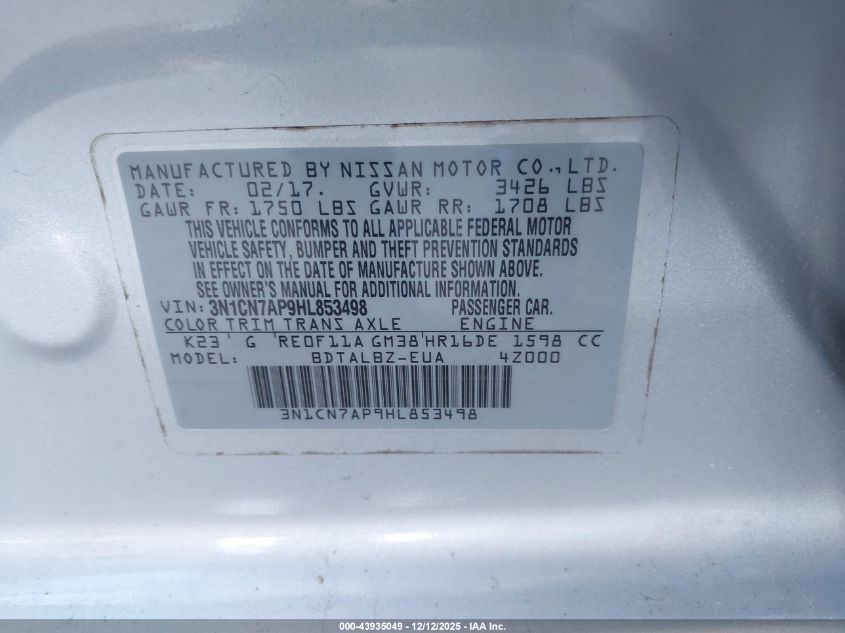 MANUFACTURED BY NISSAN MOTOR CO.,LTD.
DATE: 02/17. GVWR: 3426 LBS
GAWR FR: 1750 LBS GAWR RR: 1708 LBS
THIS VEHICLE CONFORMS TO ALL APPLICABLE FEDERAL MOTOR
VEHICLE SAFETY, BUMPER AND THEFT PREVENTION STANDARDS
IN EFFECT ON THE DATE OF MANUFACTURE SHOWN ABOVE.
SEE OWNER'S MANUAL FOR ADDITIONAL INFORMATION.
VIN: 3N1CN7AP9HL853498 PASSENGER CAR.
COLOR TRIM TRANS AXLE ENGINE
K23 G RE0F11A GM38 HR16DE 1598 CC
MODEL: BDTALBZ-EUA 4Z000
3N1CN7AP9HL853498
000-43935049 - 12/12/2025 - IAA Inc.